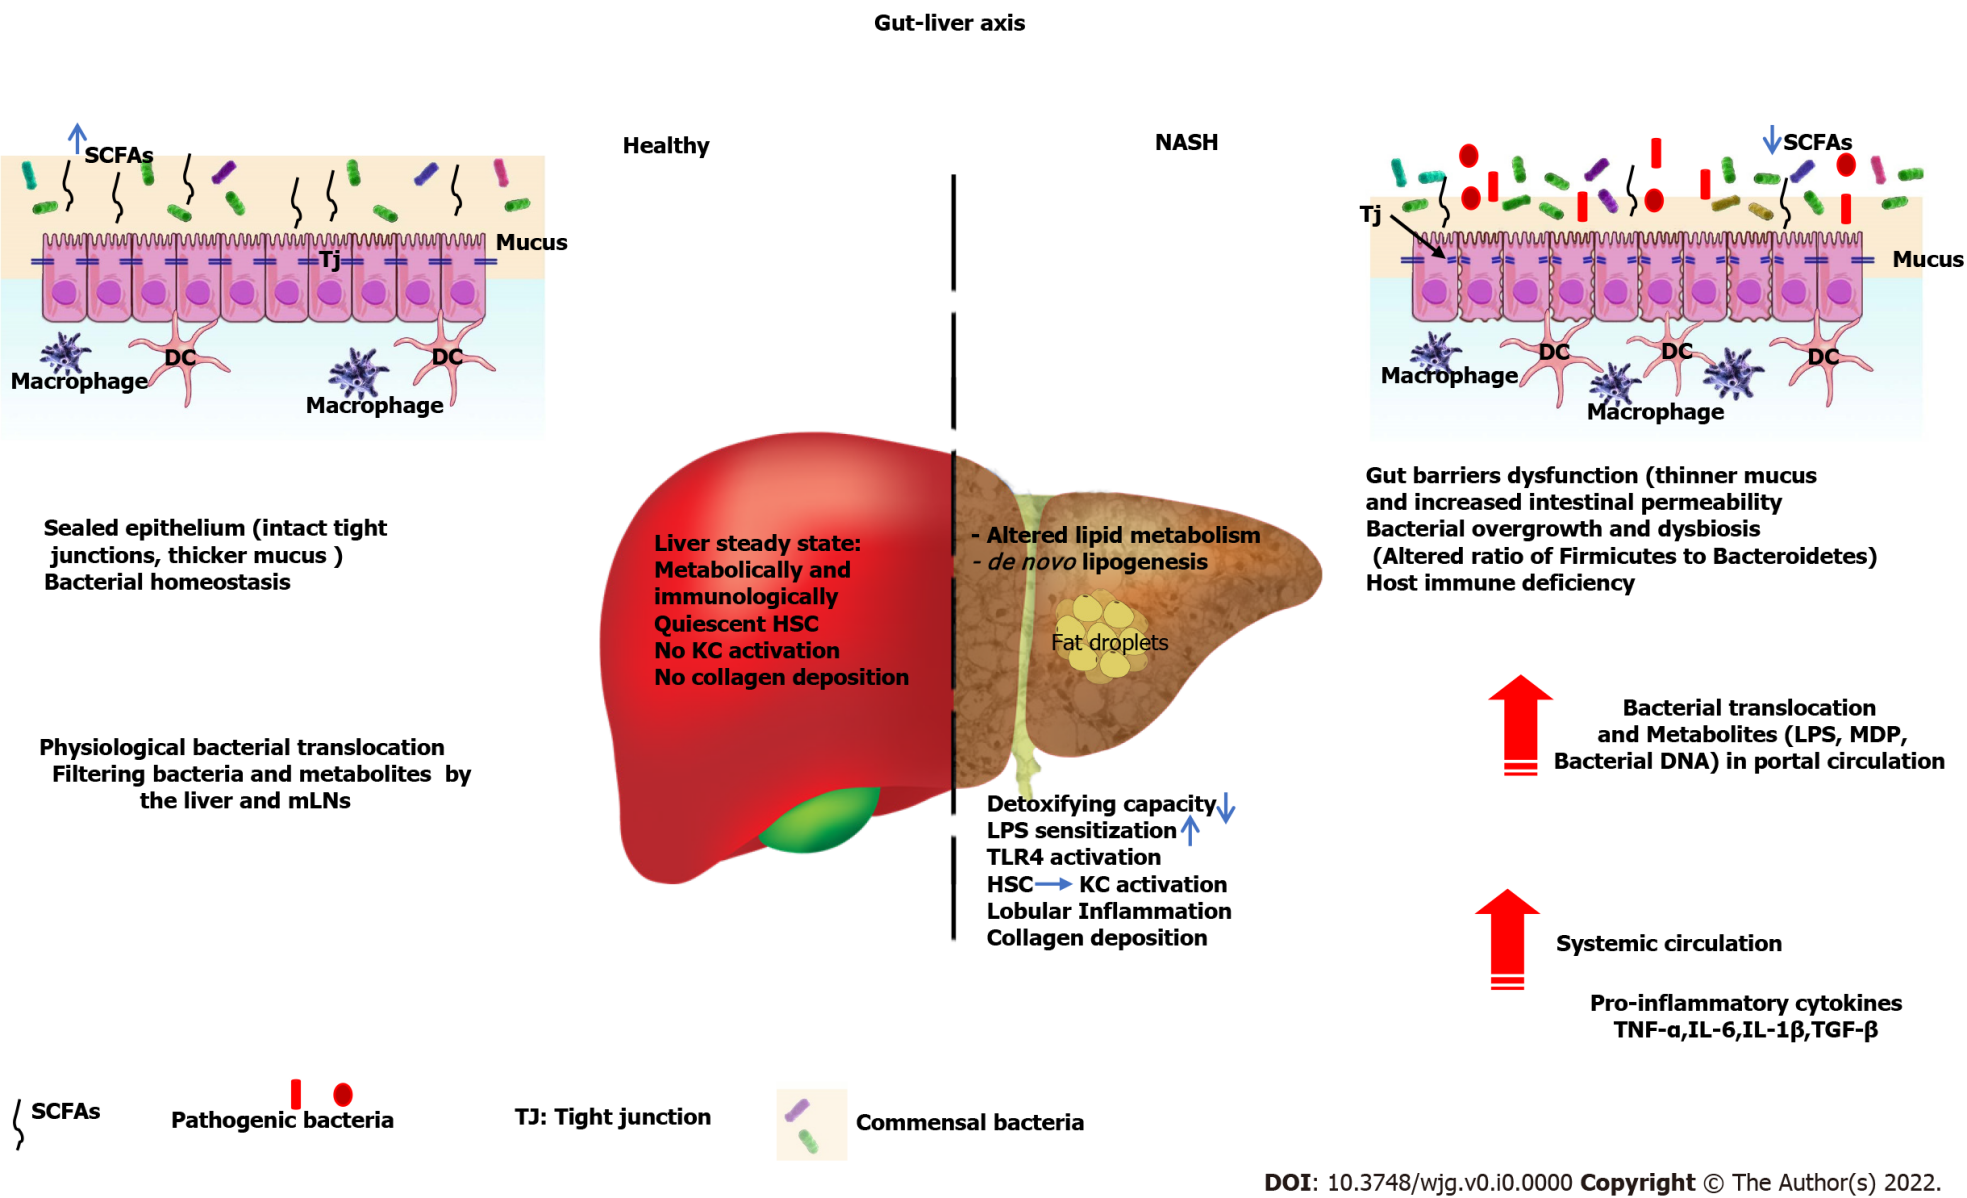 Gut-liver axis
Healthy
NASH
SCFAs
Mucus
Tj
DC
DC
Macrophage
Macrophage
Sealed epithelium (intact tight
junctions, thicker mucus )
Bacterial homeostasis
Physiological bacterial translocation
Filtering bacteria and metabolites by
the liver and mLNs
Liver steady state:
Metabolically and
immunologically
Quiescent HSC
No KC activation
No collagen deposition
- Altered lipid metabolism
- de novo lipogenesis
Fat droplets
Detoxifying capacity
LPS sensitization
TLR4 activation
HSC → KC activation
Lobular Inflammation
Collagen deposition
SCFAs
Tj
Mucus
DC
DC
DC
Macrophage
Macrophage
Gut barriers dysfunction (thinner mucus
and increased intestinal permeability
Bacterial overgrowth and dysbiosis
(Altered ratio of Firmicutes to Bacteroidetes)
Host immune deficiency
Bacterial translocation
and Metabolites (LPS, MDP,
Bacterial DNA) in portal circulation
Systemic circulation
Pro-inflammatory cytokines
TNF-α,IL-6,IL-1β,TGF-β
SCFAs
Pathogenic bacteria
TJ: Tight junction
Commensal bacteria
DOI: 10.3748/wjg.v0.i0.0000 Copyright © The Author(s) 2022.